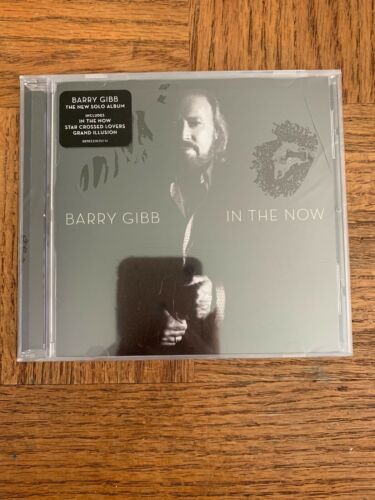 BARRY GIBB
THE NEW SOLO ALBUM
INCLUDES
IN THE NOW
STAR CROSSED LOVERS
GRAND ILLUSION
BARRY GIBB
IN THE NOW